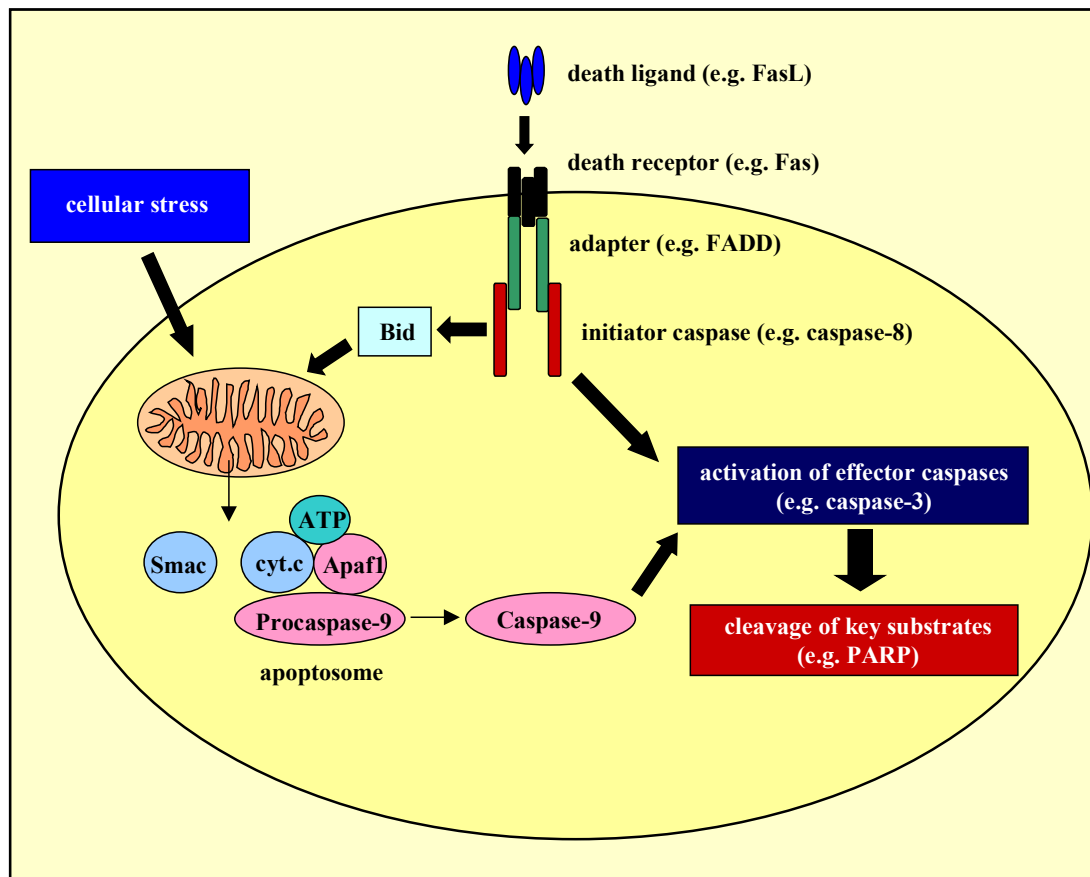 death ligand (e.g. FasL)
death receptor (e.g. Fas)
cellular stress
adapter (e.g. FADD)
Bid
initiator caspase (e.g. caspase-8)
activation of effector caspases
(e.g. caspase-3)
ATP
Smac
cyt.c
Apaf1
Procaspase-9
Caspase-9
cleavage of key substrates
(e.g. PARP)
apoptosome